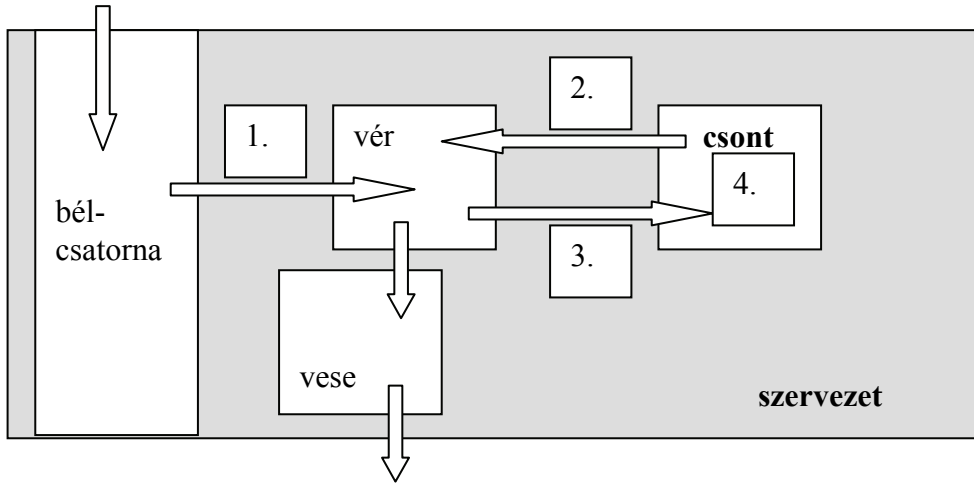 1.
vér
2.
csont
4.
bél-
csatorna
3.
vese
szervezet